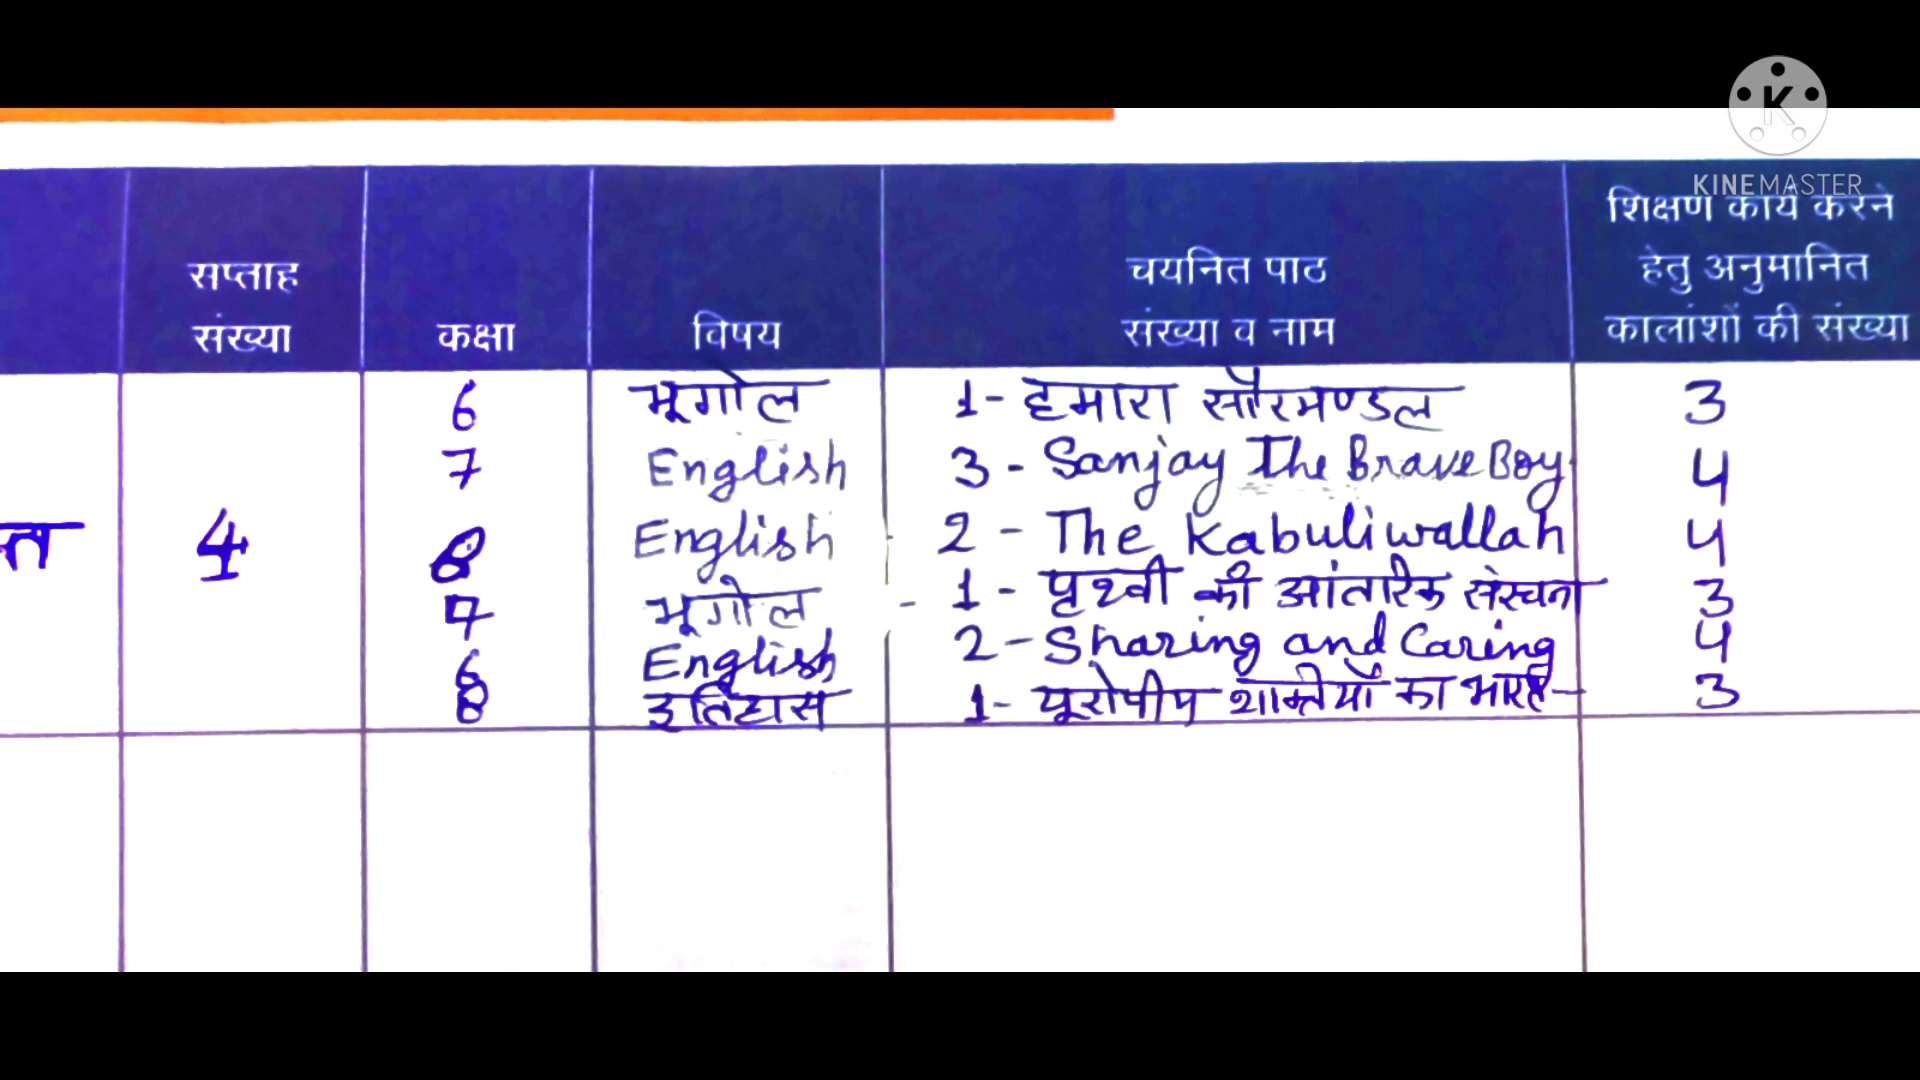 KINEMASTER
सप्ताह संख्या कक्षा विषय चयनित पाठ संख्या व नाम शिक्षण कार्य करने हेतु अनुमानित कालांशों की संख्या
6 भूगोल 1- हमारा सौरमण्डल 3
7 English 3 - Sanjay The Brave Boy 4
4 8 English - 2 - The Kabuliwallah 4
7 भूगोल - 1 - पृथ्वी की आंतरिक संरचना 3
6 English 2 - Sharing and Caring 4
8 इतिहास 1- यूरोपीय शक्तियों का भारत- 3